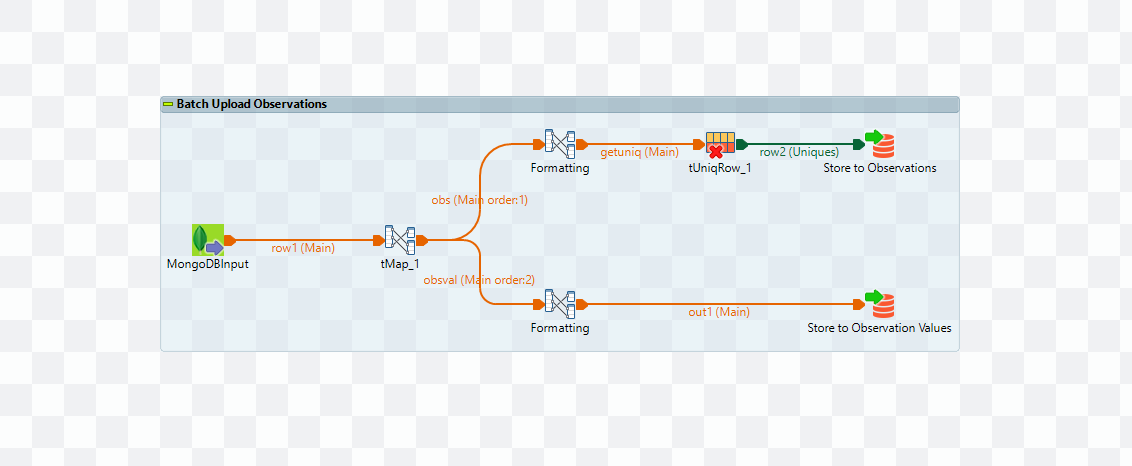 Batch Upload Observations
getuniq (Main)
row2 (Uniques)
Formatting
tUniqRow_1
Store to Observations
obs (Main order:1)
row1 (Main)
MongoDBInput
tMap_1
obsval (Main order:2)
out1 (Main)
Formatting
Store to Observation Values